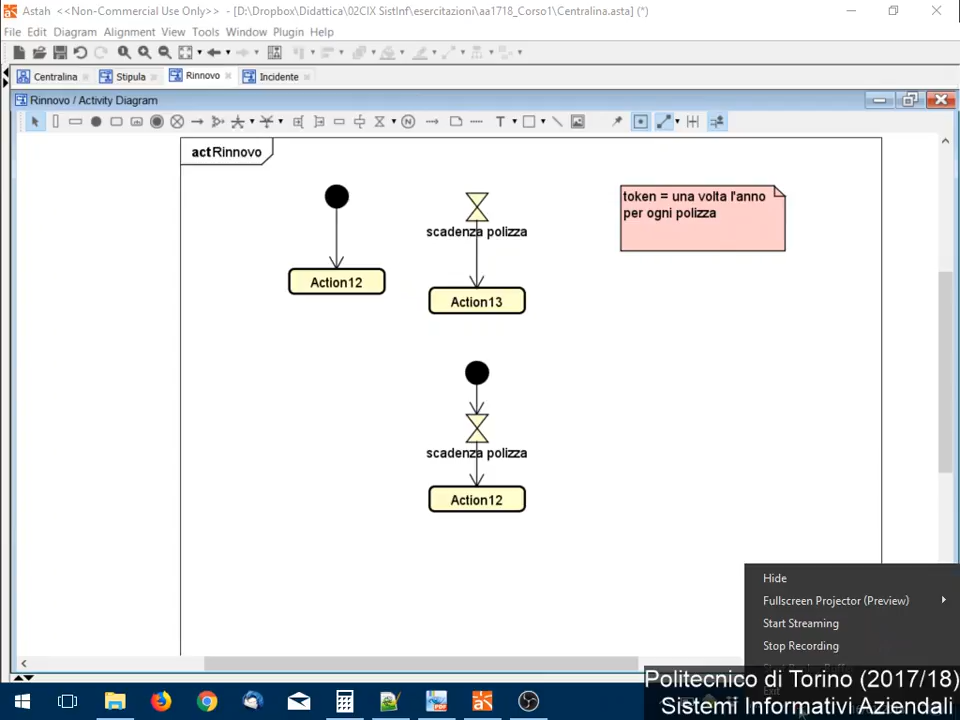 Astah <<Non-Commercial Use Only>> - [D:\Dropbox\Didattica\02CIX SistInf\esercitazioni\aa1718_Corso1\Centralina.asta] (*)
File Edit Diagram Alignment View Tools Window Plugin Help
Centralina Stipula Rinnovo Incidente
Rinnovo / Activity Diagram
act Rinnovo
token = una volta l'anno
per ogni polizza
scadenza polizza
Action12
Action13
scadenza polizza
Action12
Hide
Fullscreen Projector (Preview)
Start Streaming
Stop Recording
Exit
Politecnico di Torino (2017/18)
Sistemi Informativi Aziendali